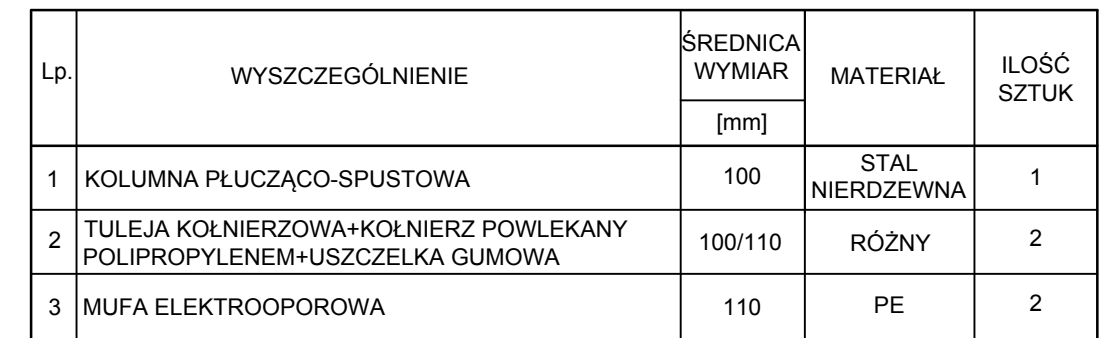 Lp.
WYSZCZEGÓLNIENIE
ŚREDNICA
WYMIAR
[mm]
MATERIAŁ
ILOŚĆ
SZTUK
1
KOLUMNA PŁUCZĄCO-SPUSTOWA
100
STAL
NIERDZEWNA
1
2
TULEJA KOŁNIERZOWA+KOŁNIERZ POWLEKANY
POLIPROPYLENEM+USZCZELKA GUMOWA
100/110
RÓŻNY
2
3
MUFA ELEKTROOPOROWA
110
PE
2